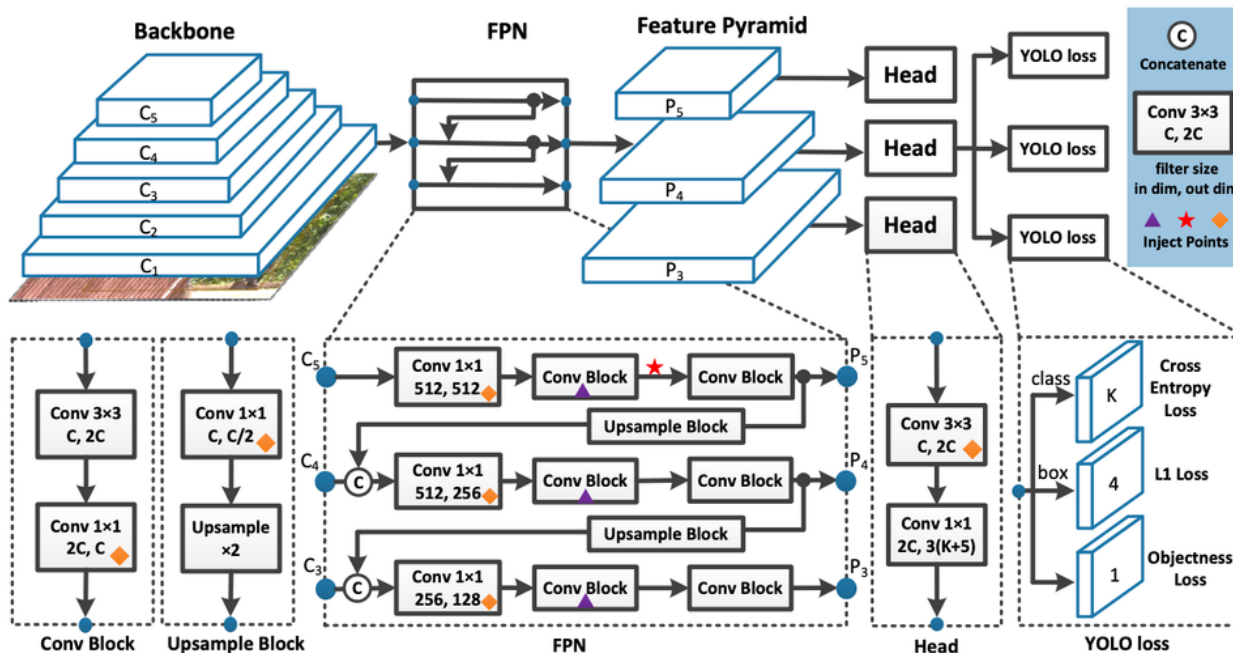 Backbone
FPN
Feature Pyramid
C5
C4
C3
C2
C1
P5
P4
P3
Head
Head
Head
YOLO loss
YOLO loss
YOLO loss
C
Concatenate
Conv 3×3
C, 2C
filter size
in dim, out dim
Inject Points
Conv 3×3
C, 2C
Conv 1×1
2C, C
Conv Block
Conv 1×1
C, C/2
Upsample
×2
Upsample Block
C5
Conv 1×1
512, 512
Conv Block
Conv Block
P5
Upsample Block
C4
C
Conv 1×1
512, 256
Conv Block
Conv Block
P4
Upsample Block
C3
C
Conv 1×1
256, 128
Conv Block
Conv Block
P3
FPN
Conv 3×3
C, 2C
Conv 1×1
2C, 3(K+5)
Head
class
K
Cross
Entropy
Loss
box
4
L1 Loss
1
Objectness
Loss
YOLO loss